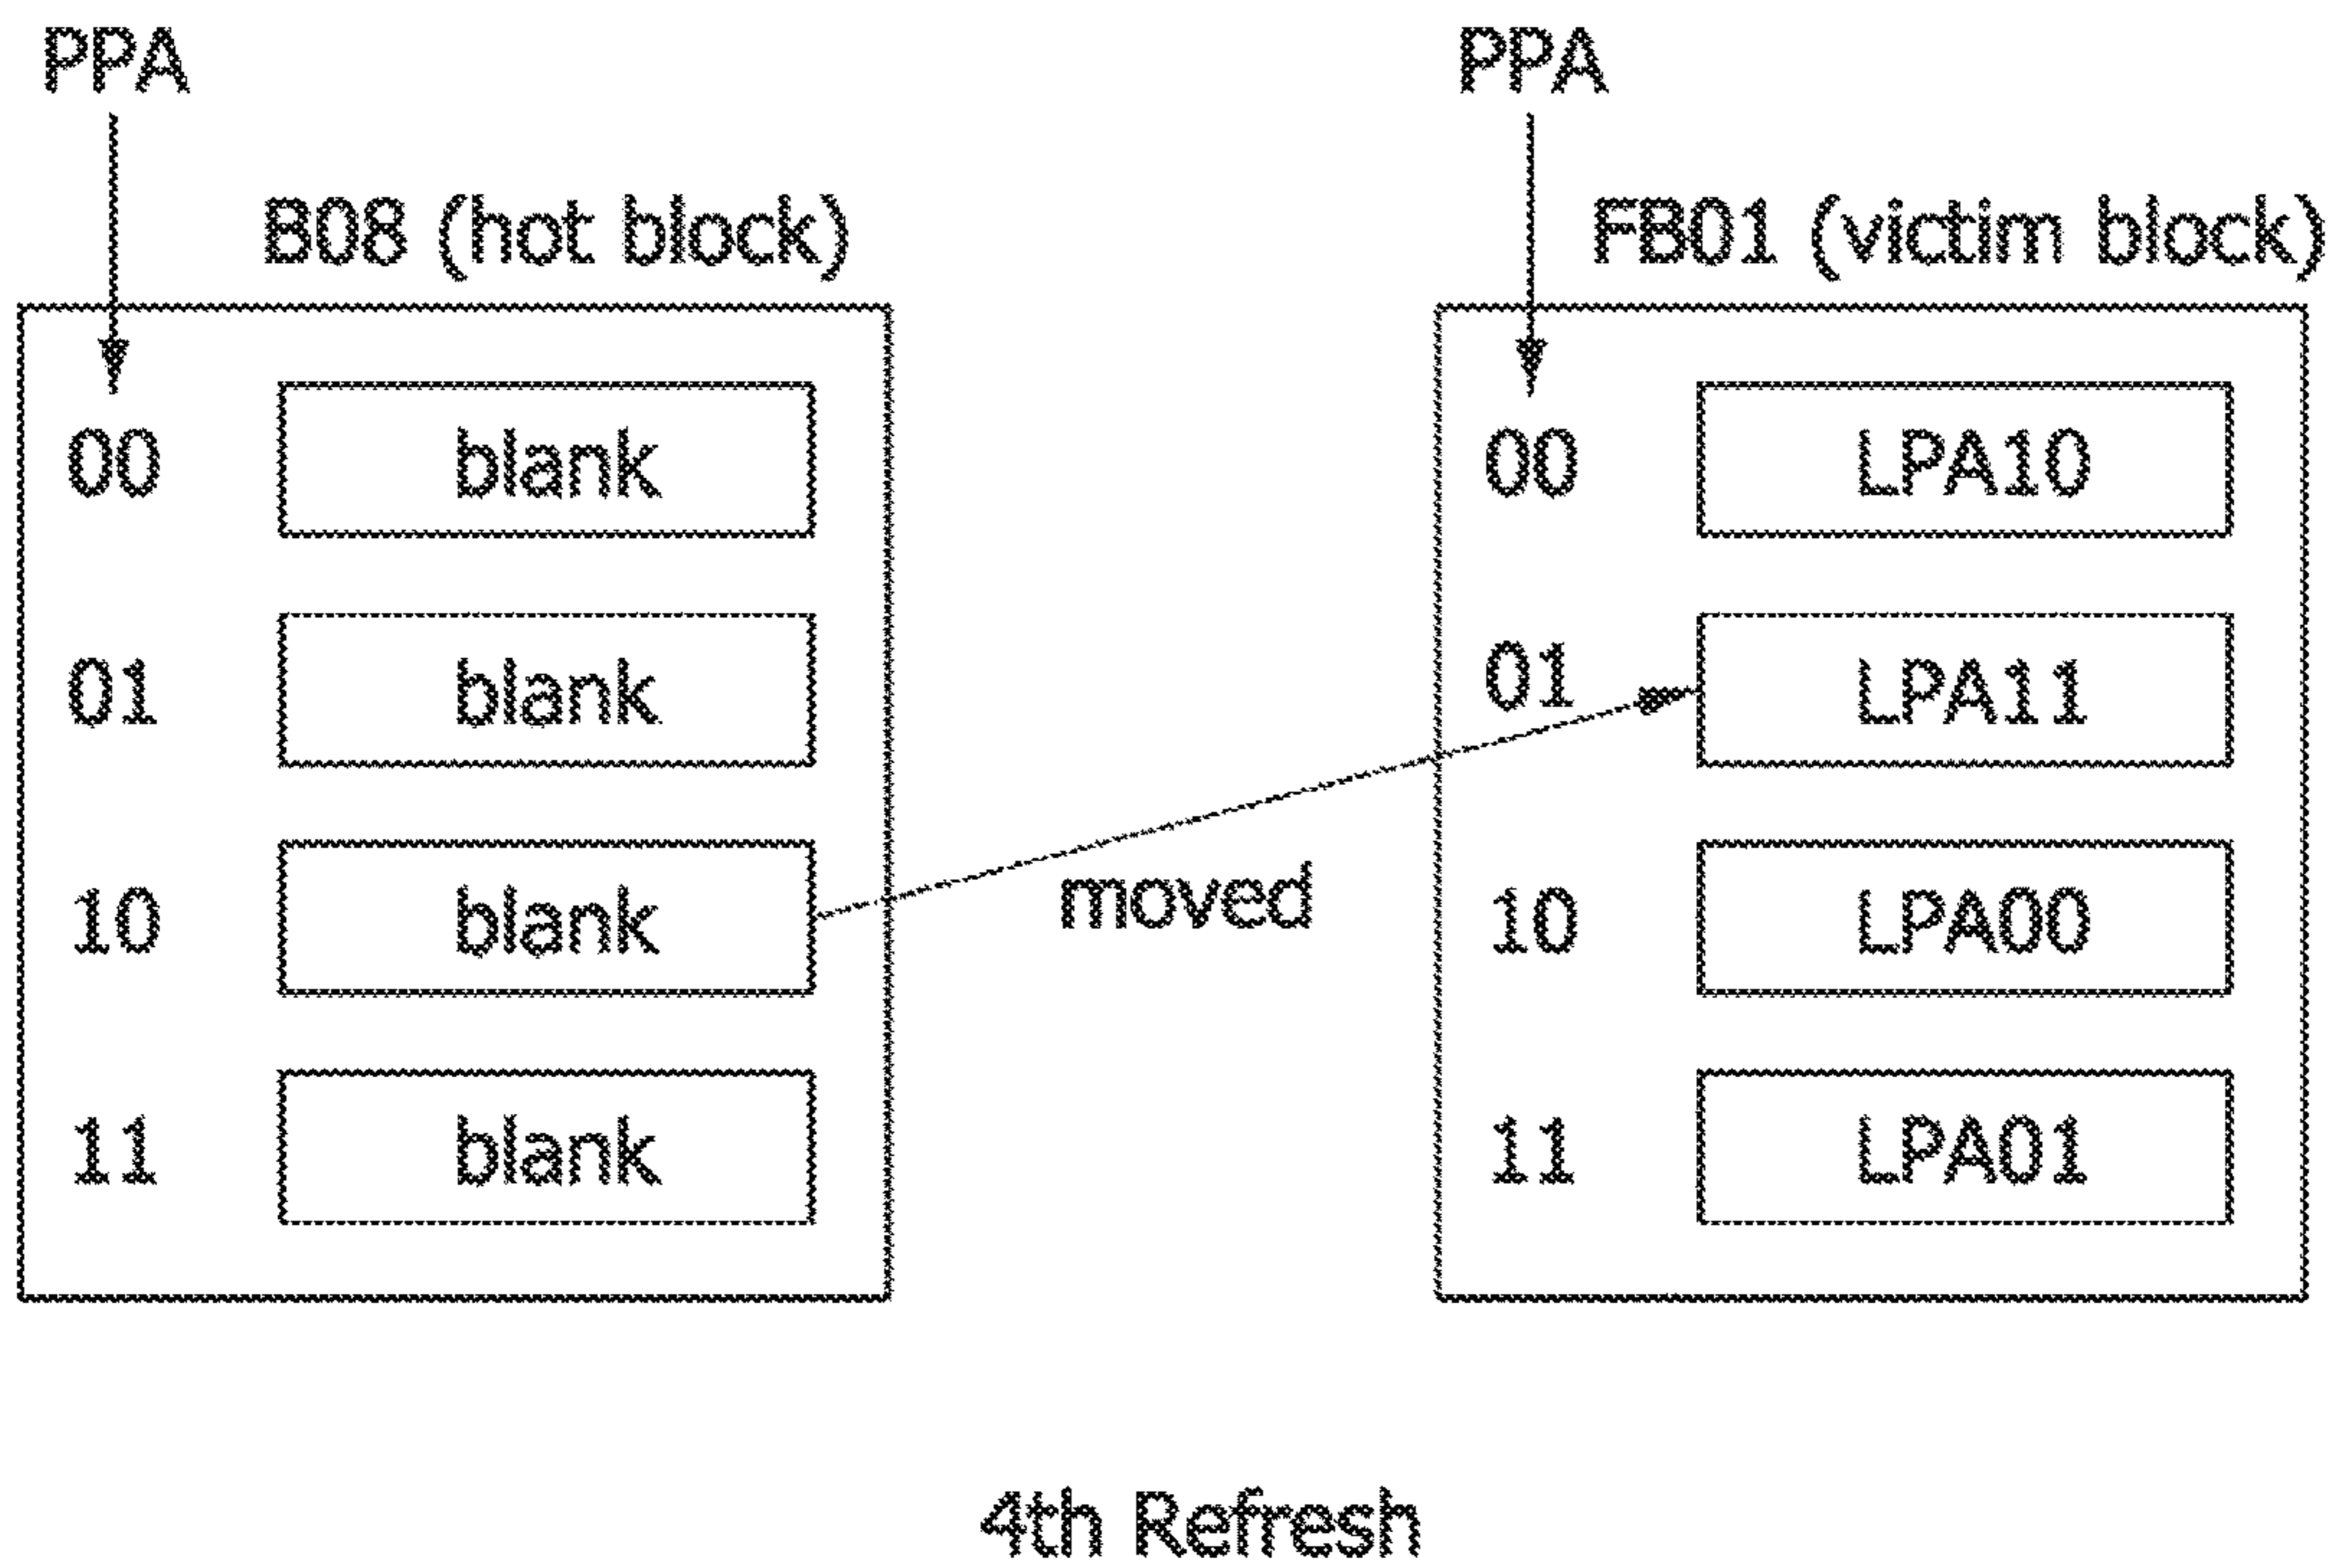 PPA PPA
B08 (hot block) FB01 (victim block)
00 blank 00 LPA10
01 blank 01 LPA11
10 blank moved 10 LPA00
11 blank 11 LPA01
4th Refresh